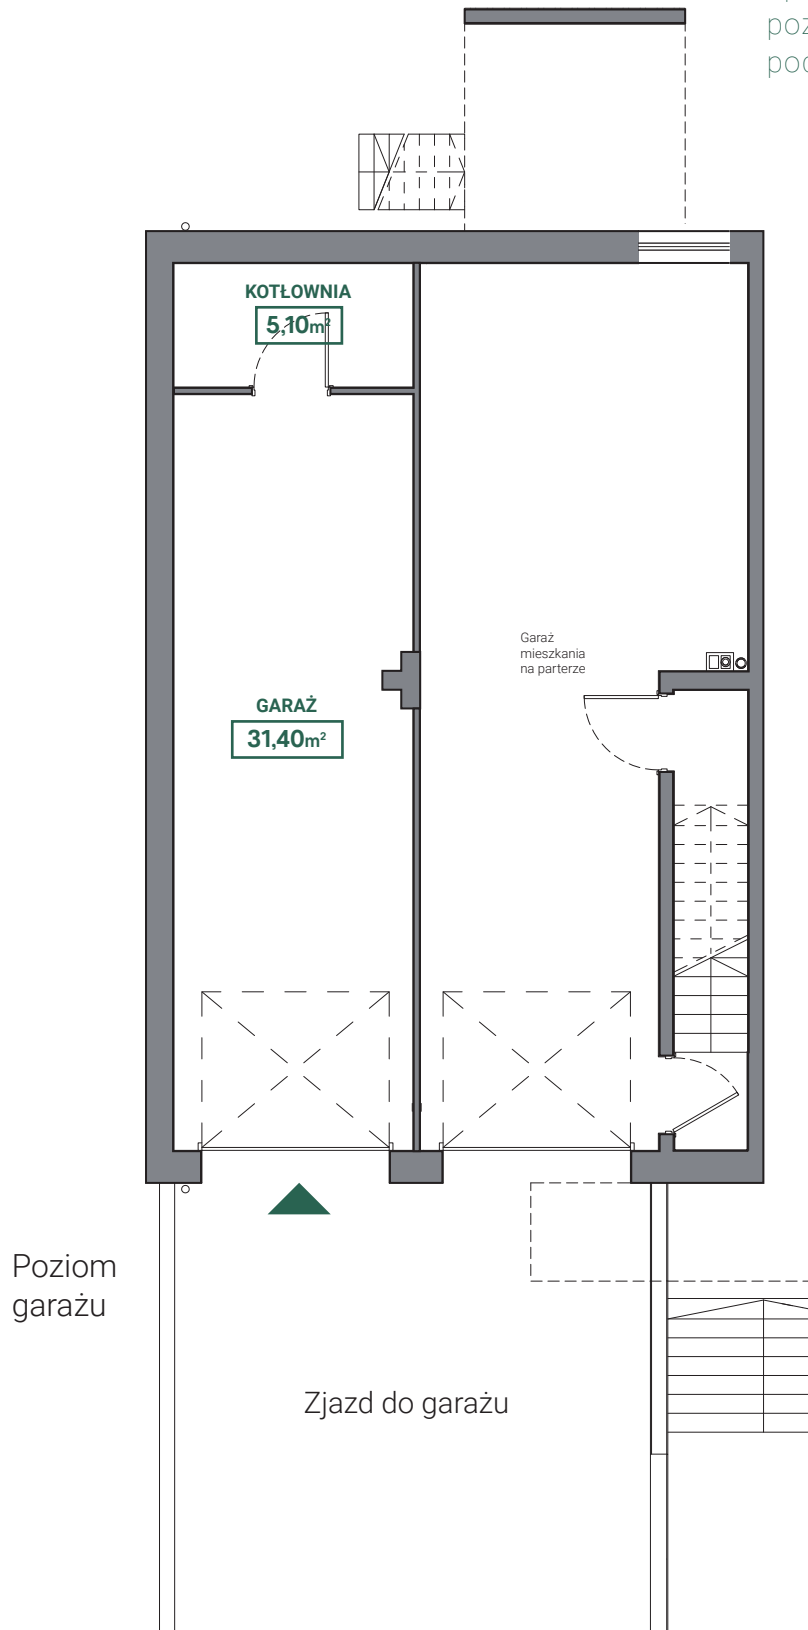 KOTŁOWNIA
5,10m²
Garaż
mieszkania
na parterze
GARAŻ
31,40m²
Poziom
garażu
Zjazd do garażu